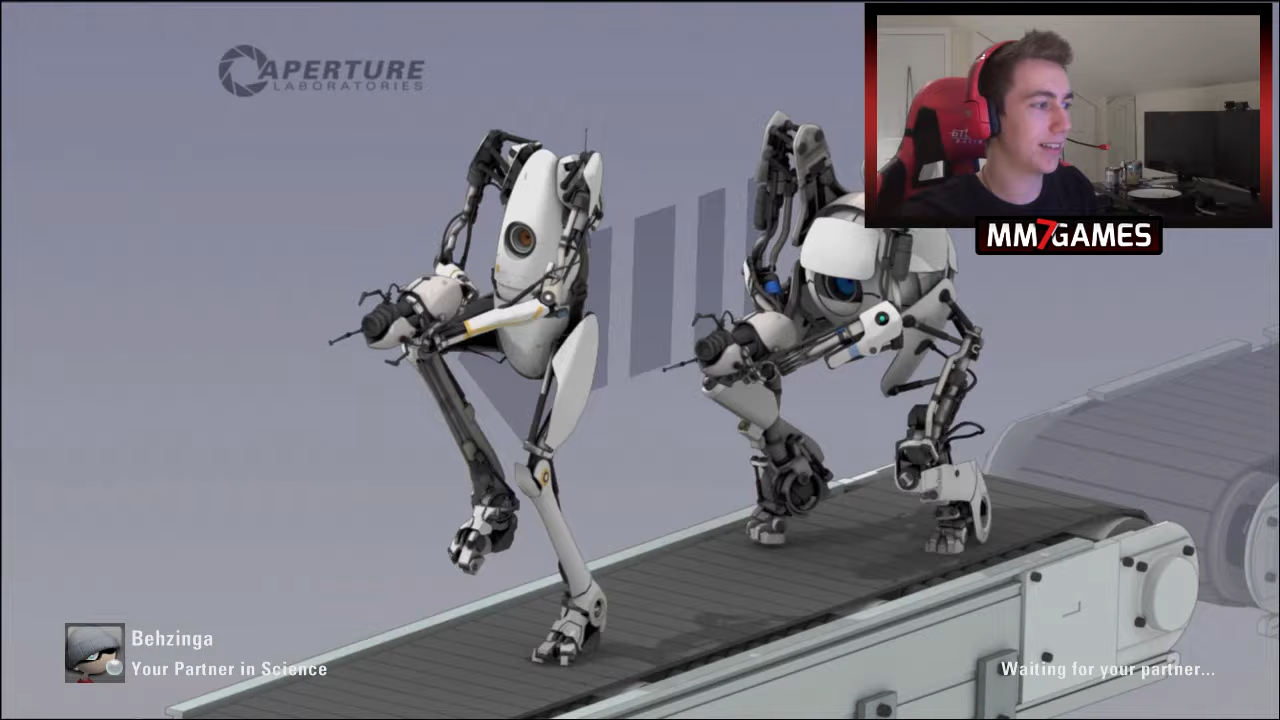 APERTURE
LABORATORIES
MM7GAMES
Behzinga
Your Partner in Science
Waiting for your partner...